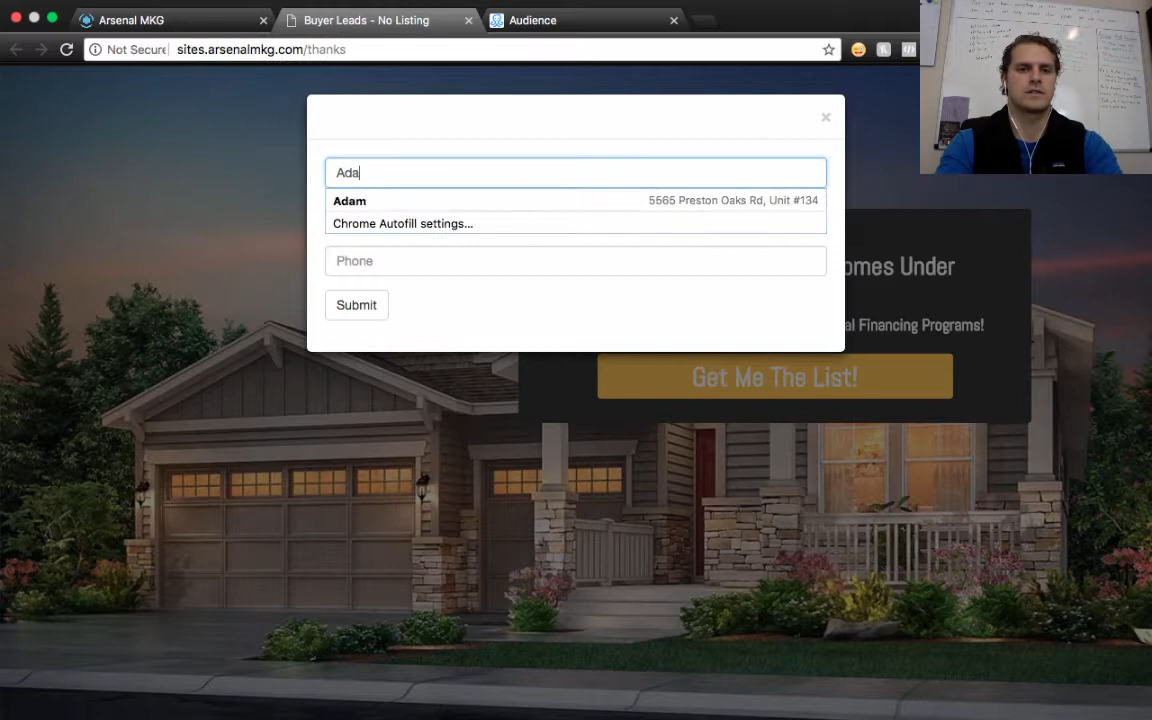 Arsenal MKG
Buyer Leads - No Listing
Audience
Not Secure
sites.arsenalmkg.com/thanks
Ada
Adam
5565 Preston Oaks Rd, Unit #134
Chrome Autofill settings...
Phone
Submit
omes Under
al Financing Programs!
Get Me The List!